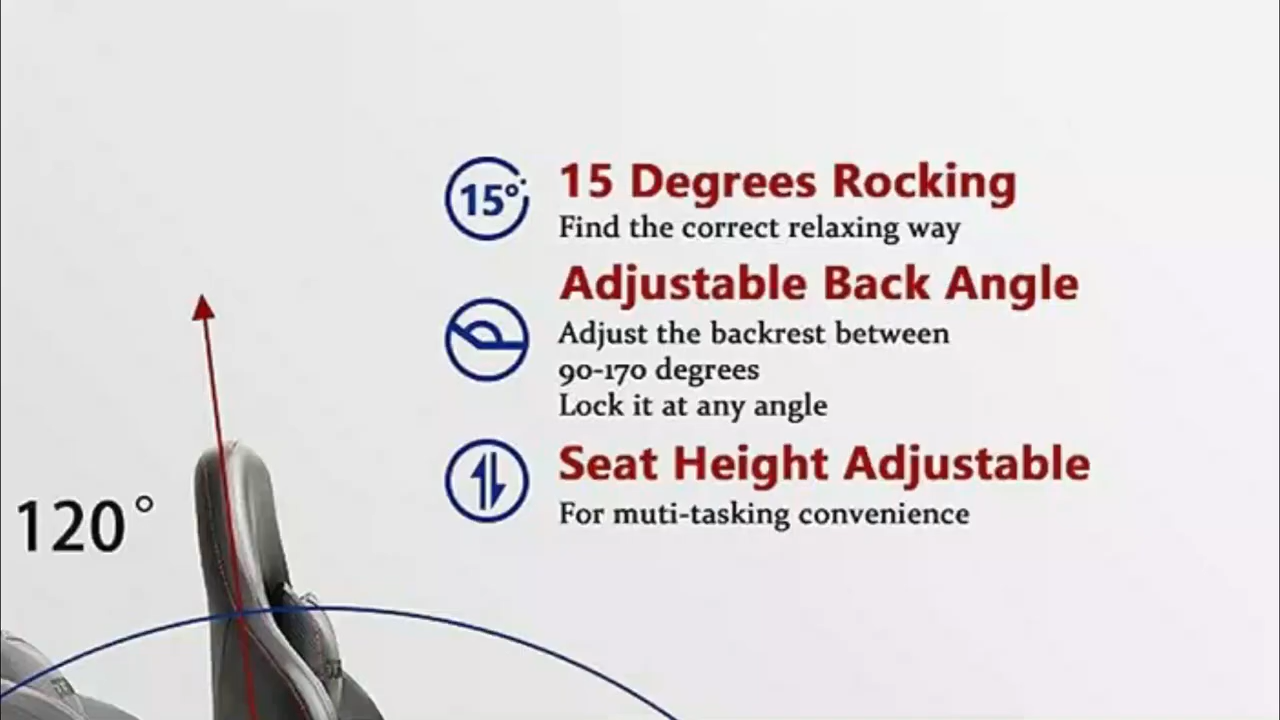 15°
15 Degrees Rocking
Find the correct relaxing way
Adjustable Back Angle
Adjust the backrest between
90-170 degrees
Lock it at any angle
Seat Height Adjustable
For muti-tasking convenience
120°